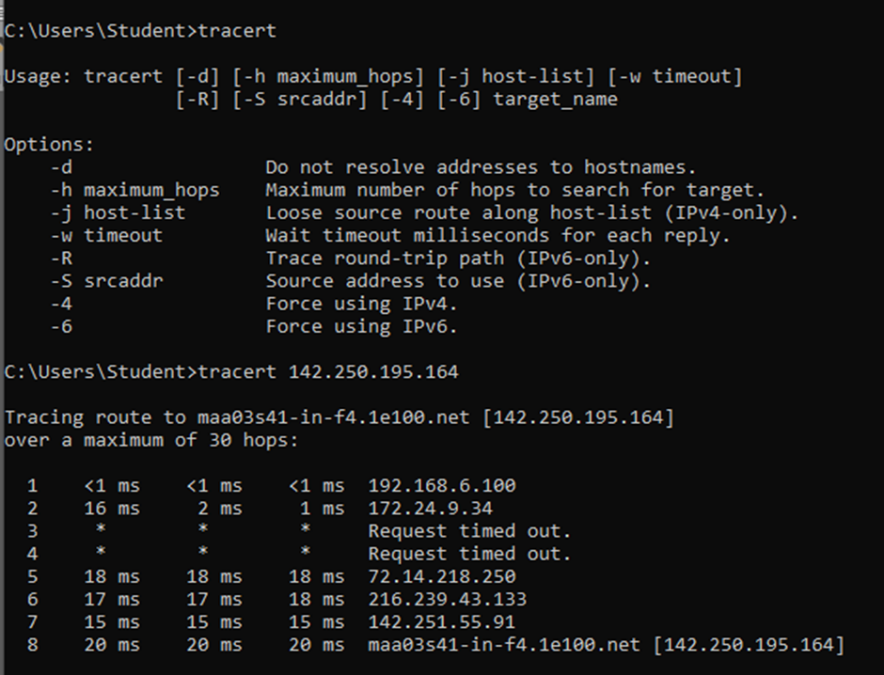 C:\Users\Student>tracert
Usage: tracert [-d] [-h maximum_hops] [-j host-list] [-w timeout]
[-R] [-S srcaddr] [-4] [-6] target_name
Options:
-d Do not resolve addresses to hostnames.
-h maximum_hops Maximum number of hops to search for target.
-j host-list Loose source route along host-list (IPv4-only).
-w timeout Wait timeout milliseconds for each reply.
-R Trace round-trip path (IPv6-only).
-S srcaddr Source address to use (IPv6-only).
-4 Force using IPv4.
-6 Force using IPv6.
C:\Users\Student>tracert 142.250.195.164
Tracing route to maa03s41-in-f4.1e100.net [142.250.195.164]
over a maximum of 30 hops:
1 <1 ms <1 ms <1 ms 192.168.6.100
2 16 ms 2 ms 1 ms 172.24.9.34
3 * * * Request timed out.
4 * * * Request timed out.
5 18 ms 18 ms 18 ms 72.14.218.250
6 17 ms 17 ms 18 ms 216.239.43.133
7 15 ms 15 ms 15 ms 142.251.55.91
8 20 ms 20 ms 20 ms maa03s41-in-f4.1e100.net [142.250.195.164]